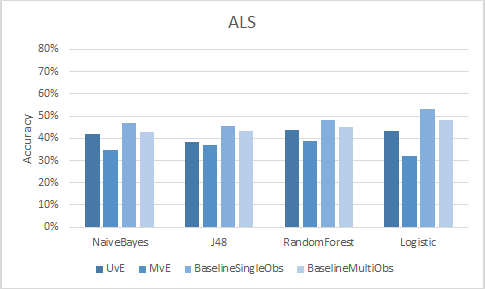 ALS
80%
70%
60%
50%
40%
30%
20%
10%
0%
Accuracy
NaiveBayes J48 RandomForest Logistic
UvE MvE BaselineSingleObs BaselineMultiObs